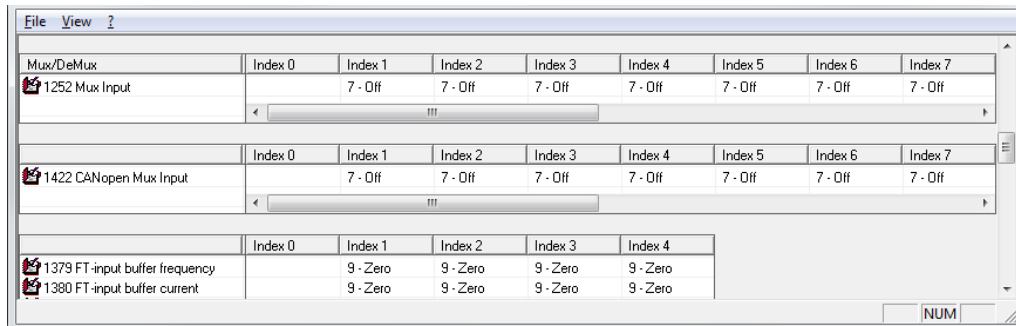 File View ?
Mux/DeMux Index 0 Index 1 Index 2 Index 3 Index 4 Index 5 Index 6 Index 7
1252 Mux Input 7 - Off 7 - Off 7 - Off 7 - Off 7 - Off 7 - Off 7 - Off
Index 0 Index 1 Index 2 Index 3 Index 4 Index 5 Index 6 Index 7
1422 CANopen Mux Input 7 - Off 7 - Off 7 - Off 7 - Off 7 - Off 7 - Off 7 - Off
Index 0 Index 1 Index 2 Index 3 Index 4
1379 FT-input buffer frequency 9 - Zero 9 - Zero 9 - Zero 9 - Zero
1380 FT-input buffer current 9 - Zero 9 - Zero 9 - Zero 9 - Zero
NUM